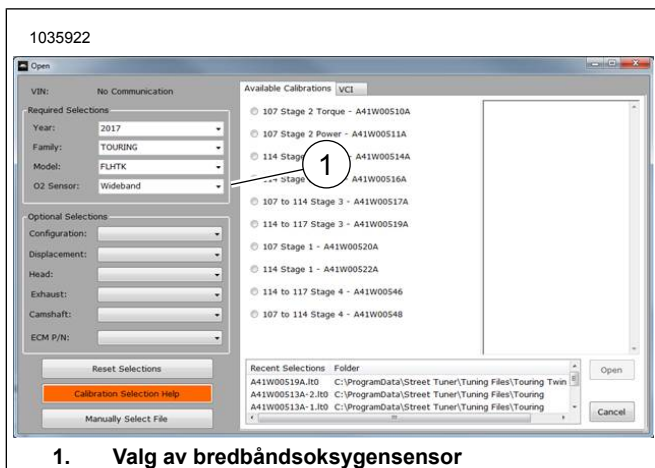 1035922
Open
VIN: No Communication
Required Selections
Year: 2017
Family: TOURING
Model: FLHTK
O2 Sensor: Wideband
Optional Selections
Configuration:
Displacement:
Head:
Exhaust:
Camshaft:
ECM P/N:
Reset Selections
Calibration Selection Help
Manually Select File
Available Calibrations VCI
107 Stage 2 Torque - A41W00510A
107 Stage 2 Power - A41W00511A
114 Stage - A41W00514A
Stage A41W00516A
107 to 114 Stage 3 - A41W00517A
114 to 117 Stage 3 - A41W00519A
107 Stage 1 - A41W00520A
114 Stage 1 - A41W00522A
114 to 117 Stage 4 - A41W00546
107 to 114 Stage 4 - A41W00548
1
Recent Selections Folder
A41W00519A.lt0 C:\ProgramData\Street Tuner\Tuning Files\Touring Twin
A41W00513A-2.lt0 C:\ProgramData\Street Tuner\Tuning Files\Touring
A41W00513A-1.lt0 C:\ProgramData\Street Tuner\Tuning Files\Touring
Open
Cancel
1. Valg av bredbåndsoksygensensor